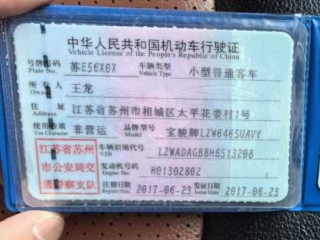 中华人民共和国机动车行驶证
Vehicle License of the People's Republic of China
号牌号码 Plate No. 苏E56X0X 车辆类型 Vehicle Type 小型普通客车
所有人 Owner 王龙
住址 Address 江苏省苏州市相城区太平花娄村1号
使用性质 Use Character 非营运 品牌型号 Model 宝骏牌LZW6465UAVY
江苏省苏州 车辆识别代号 VIN LZWADAGB8HB513208
市公安局交 发动机号码 Engine No. H01302802
通警察支队 注册日期 2017-06-23 发证日期 2017-06-23